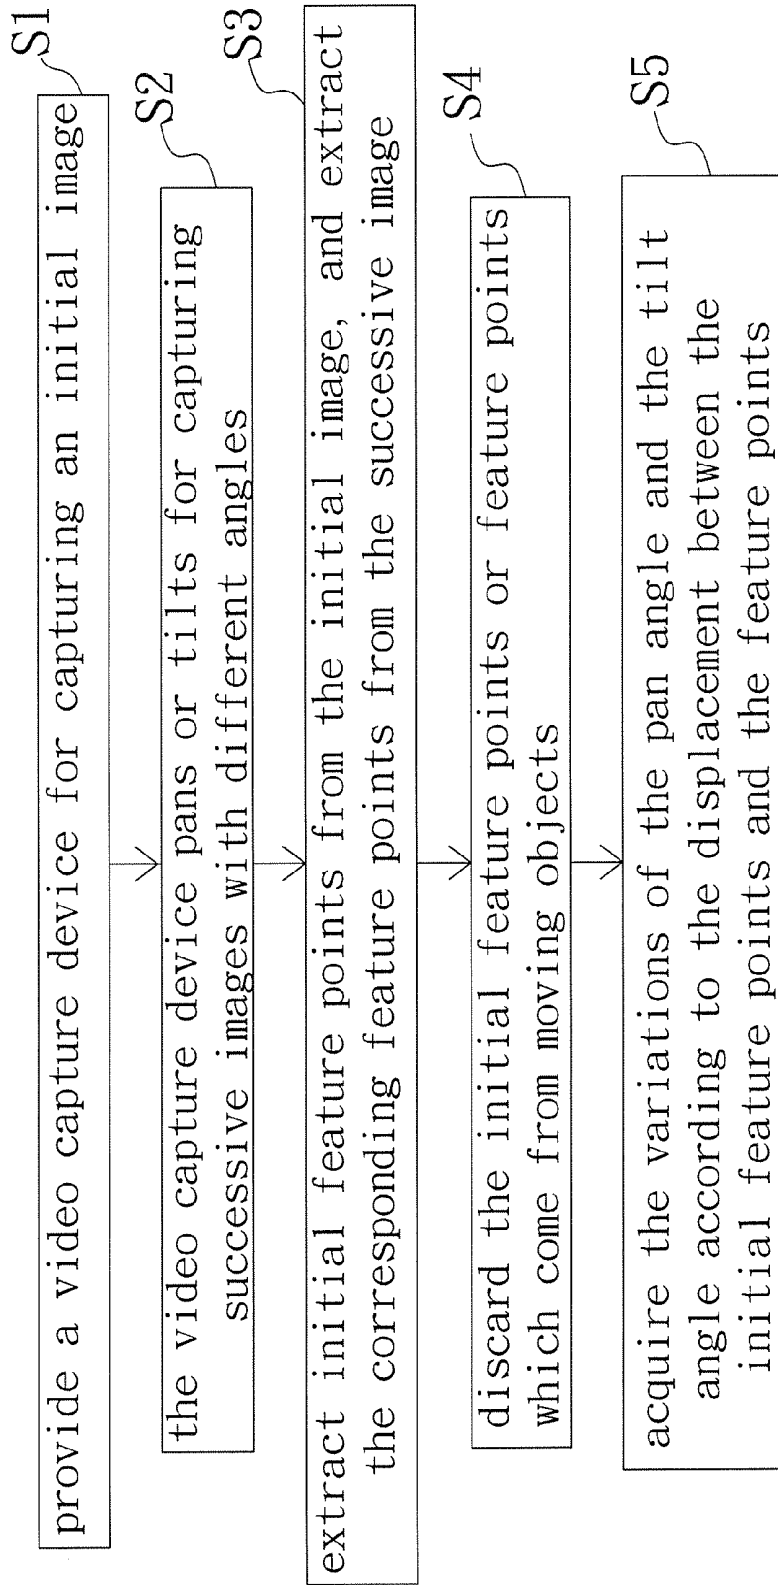 provide a video capture device for capturing an initial image
S1
the video capture device pans or tilts for capturing
successive images with different angles
S2
extract initial feature points from the initial image, and extract
the corresponding feature points from the successive image
S3
discard the initial feature points or feature points
which come from moving objects
S4
acquire the variations of the pan angle and the tilt
angle according to the displacement between the
initial feature points and the feature points
S5